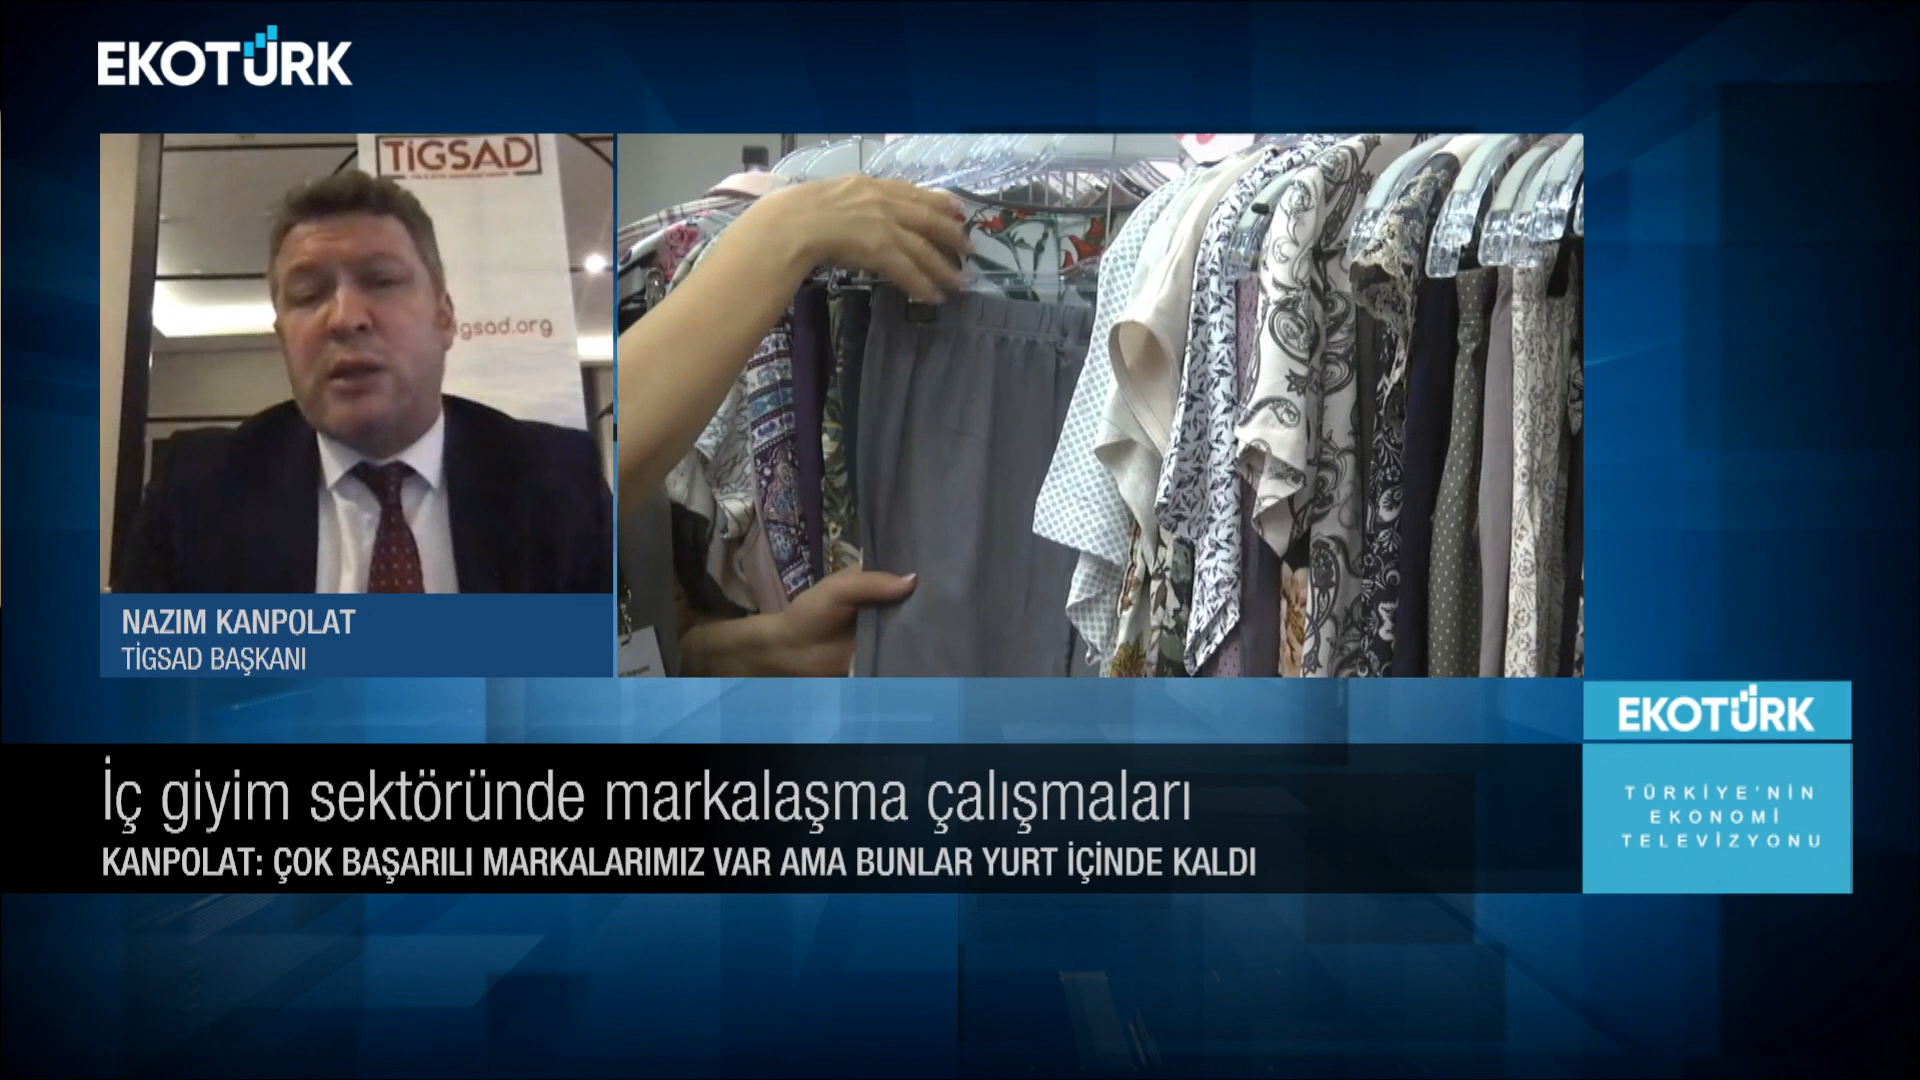 EKOTÜRK
TİGSAD
igsad.org
NAZIM KANPOLAT
TİGSAD BAŞKANI
EKOTÜRK
TÜRKİYE'NİN
EKONOMİ
TELEVİZYONU
İç giyim sektöründe markalaşma çalışmaları
KANPOLAT: ÇOK BAŞARILI MARKALARIMIZ VAR AMA BUNLAR YURT İÇİNDE KALDI